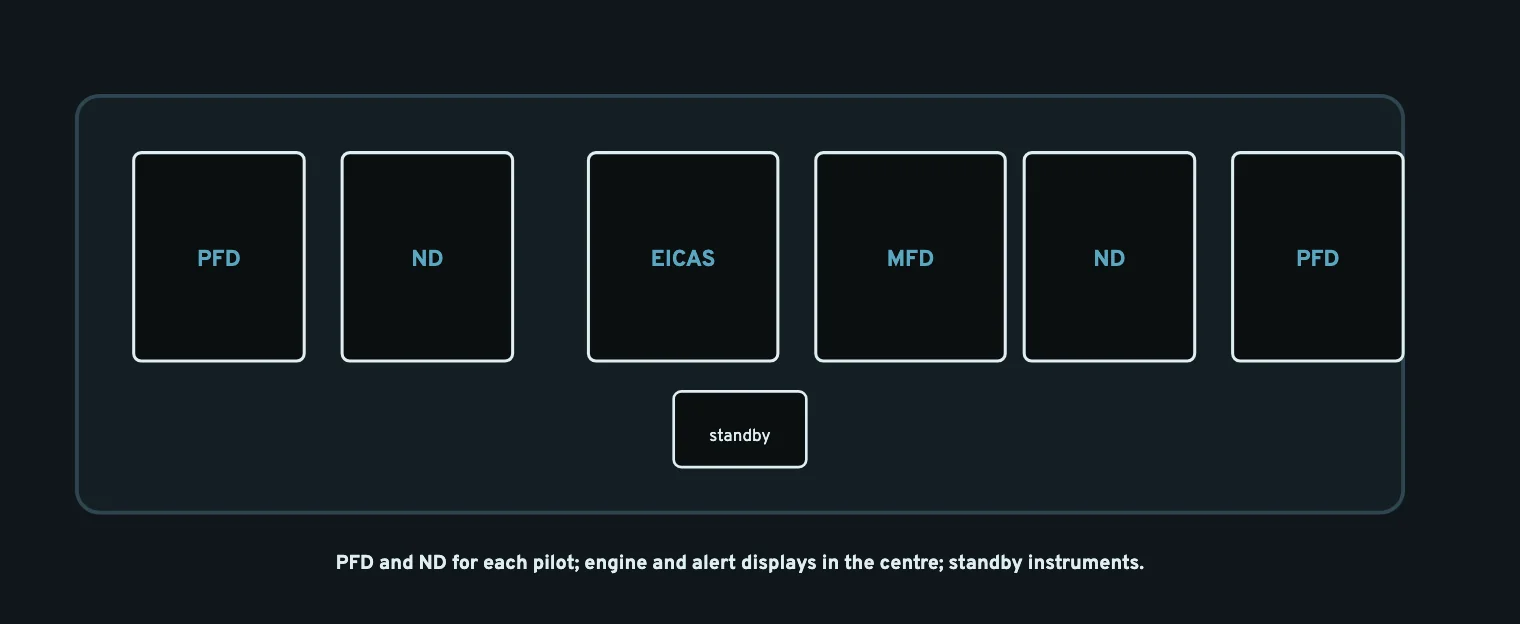 PFD
ND
EICAS
MFD
ND
PFD
standby
PFD and ND for each pilot; engine and alert displays in the centre; standby instruments.